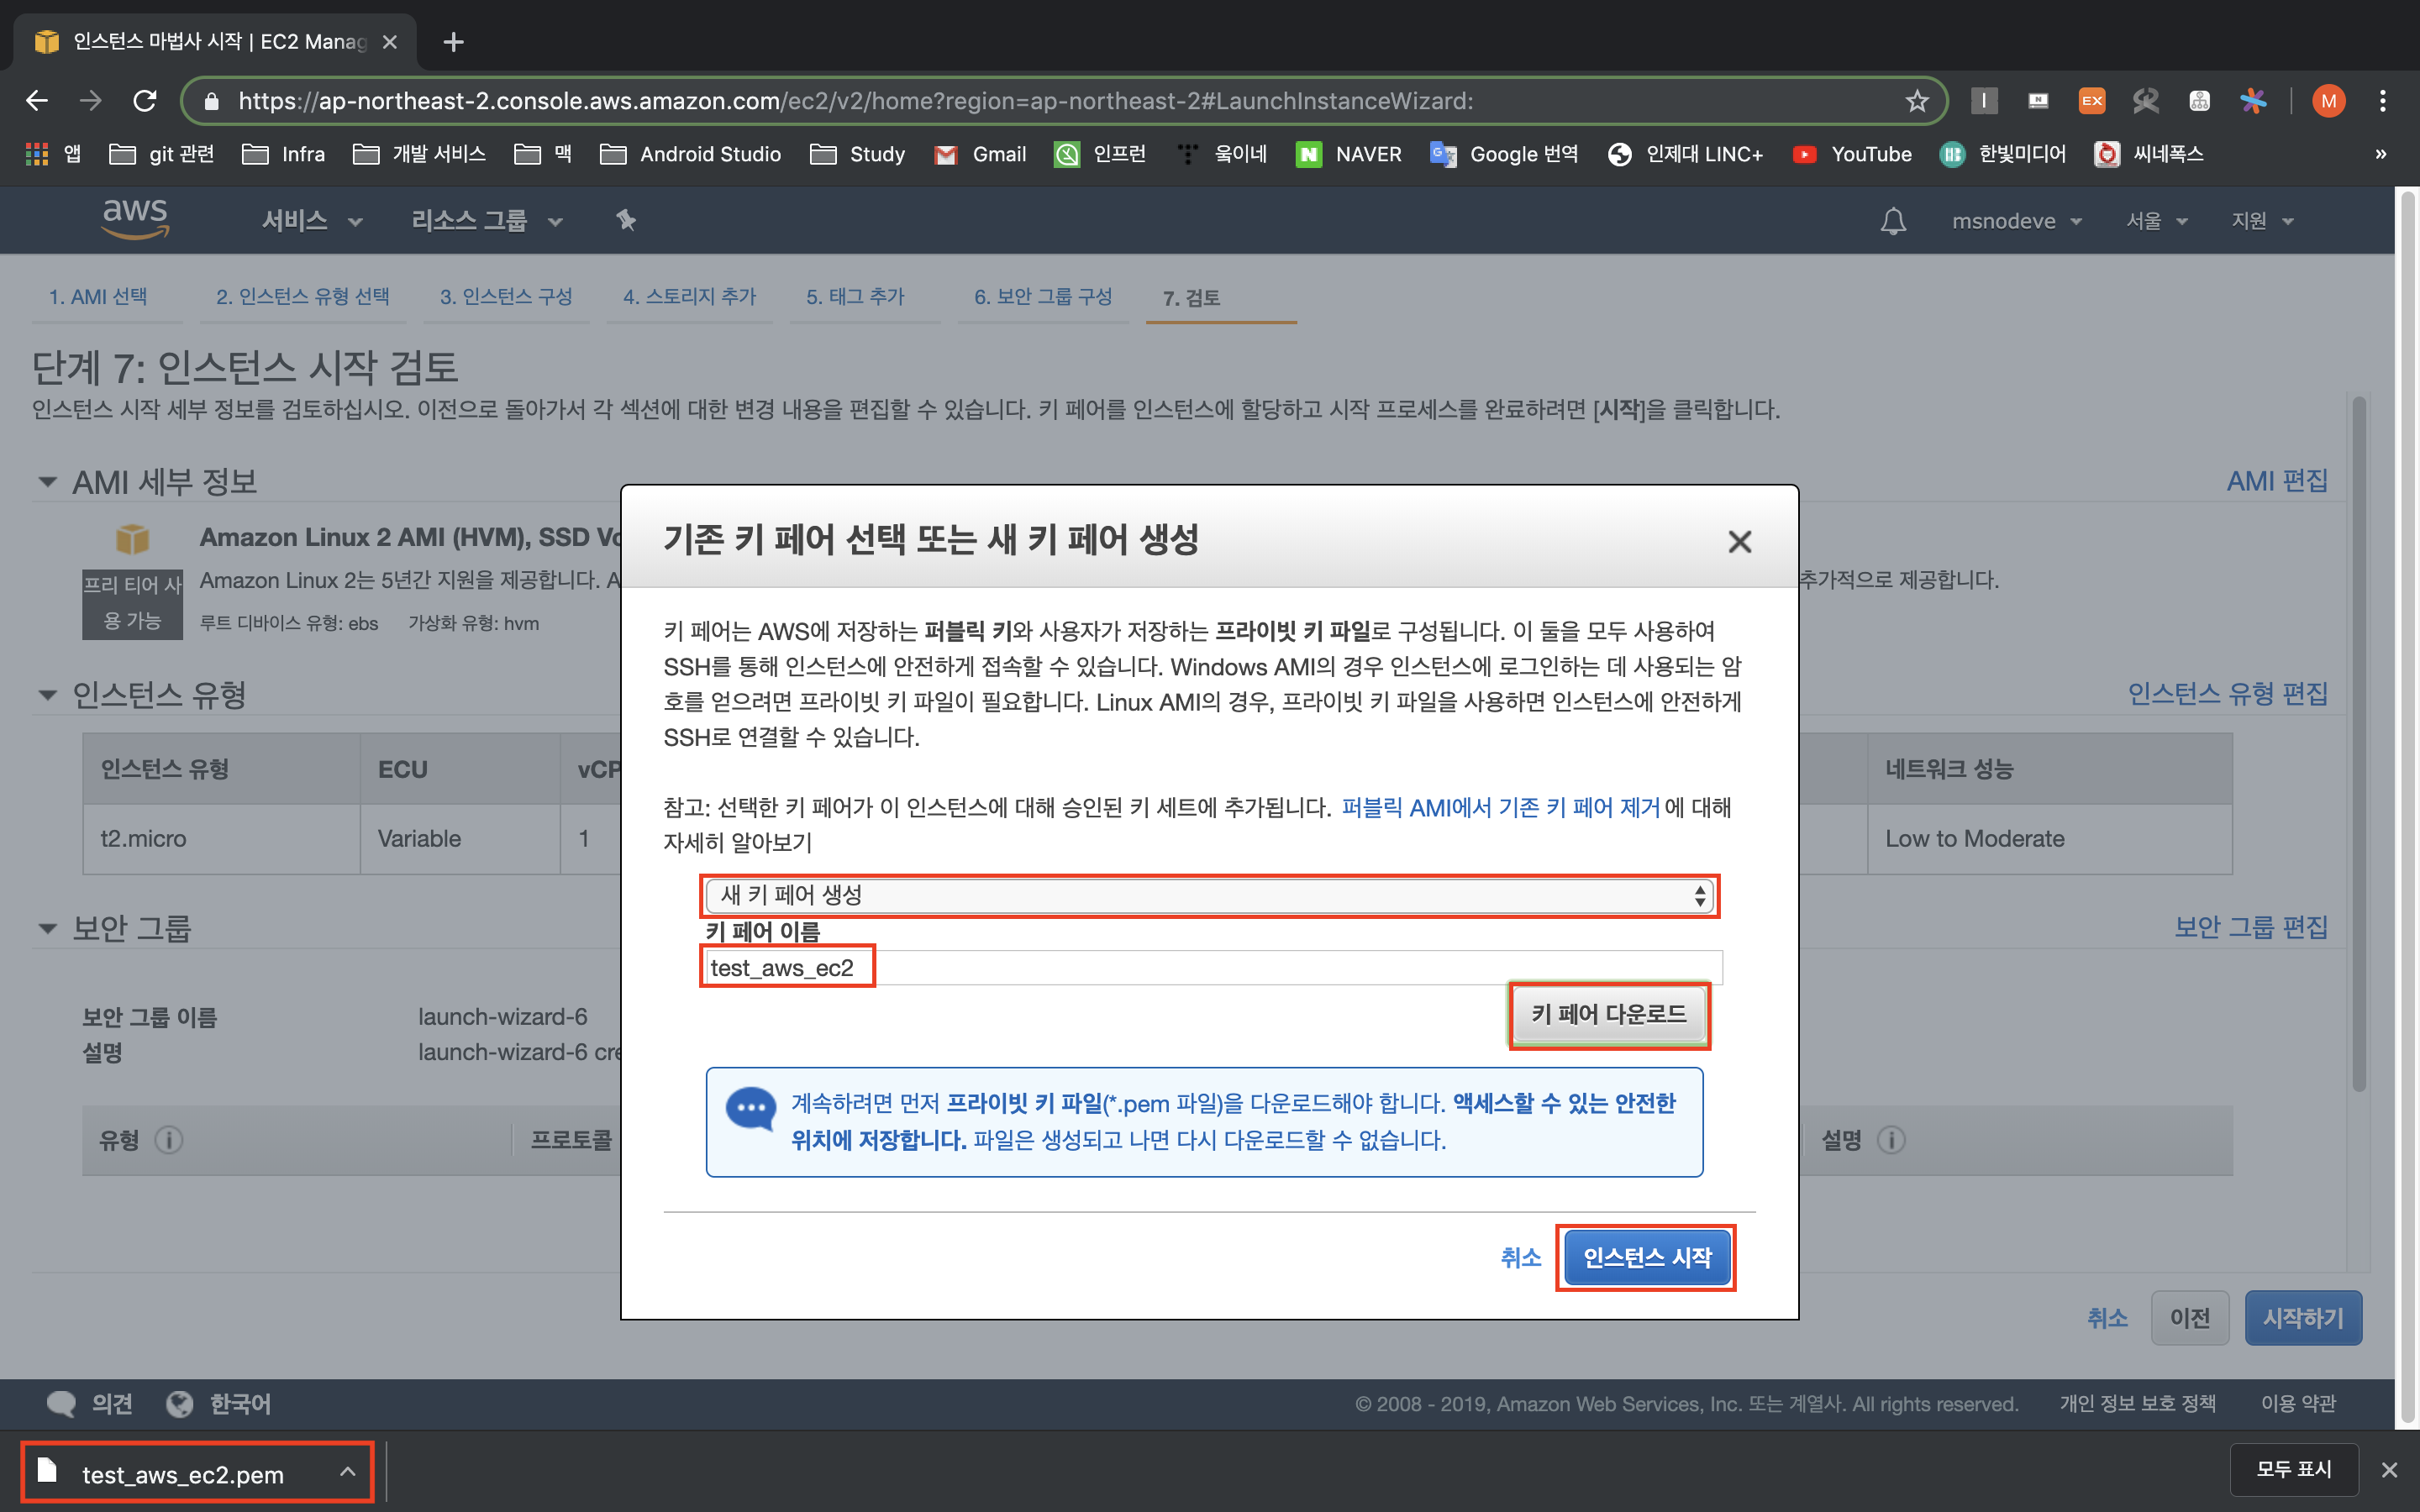 인스턴스 마법사 시작 | EC2 Manag
https://ap-northeast-2.console.aws.amazon.com/ec2/v2/home?region=ap-northeast-2#LaunchInstanceWizard:
I N EX M
앱 git 관련 Infra 개발 서비스 맥 Android Studio Study Gmail 인프런 욱이네 N NAVER Google 번역 인제대 LINC+ YouTube 한빛미디어 씨네폭스 »
aws 서비스 리소스 그룹 msnodeve 서울 지원
1. AMI 선택 2. 인스턴스 유형 선택 3. 인스턴스 구성 4. 스토리지 추가 5. 태그 추가 6. 보안 그룹 구성 7. 검토
단계 7: 인스턴스 시작 검토
인스턴스 시작 세부 정보를 검토하십시오. 이전으로 돌아가서 각 섹션에 대한 변경 내용을 편집할 수 있습니다. 키 페어를 인스턴스에 할당하고 시작 프로세스를 완료하려면 [시작]을 클릭합니다.
AMI 세부 정보 AMI 편집
Amazon Linux 2 AMI (HVM), SSD Vo
프리 티어 사용 가능
Amazon Linux 2는 5년간 지원을 제공합니다. A 추가적으로 제공합니다.
루트 디바이스 유형: ebs 가상화 유형: hvm
인스턴스 유형 인스턴스 유형 편집
인스턴스 유형 ECU vCP 네트워크 성능
t2.micro Variable 1 Low to Moderate
보안 그룹 보안 그룹 편집
보안 그룹 이름 launch-wizard-6
설명 launch-wizard-6 cre
유형 프로토콜 설명
기존 키 페어 선택 또는 새 키 페어 생성
키 페어는 AWS에 저장하는 퍼블릭 키와 사용자가 저장하는 프라이빗 키 파일로 구성됩니다. 이 둘을 모두 사용하여
SSH를 통해 인스턴스에 안전하게 접속할 수 있습니다. Windows AMI의 경우 인스턴스에 로그인하는 데 사용되는 암
호를 얻으려면 프라이빗 키 파일이 필요합니다. Linux AMI의 경우, 프라이빗 키 파일을 사용하면 인스턴스에 안전하게
SSH로 연결할 수 있습니다.
참고: 선택한 키 페어가 이 인스턴스에 대해 승인된 키 세트에 추가됩니다. 퍼블릭 AMI에서 기존 키 페어 제거 에 대해
자세히 알아보기
새 키 페어 생성
키 페어 이름
test_aws_ec2
키 페어 다운로드
계속하려면 먼저 프라이빗 키 파일(*.pem 파일)을 다운로드해야 합니다. 액세스할 수 있는 안전한
위치에 저장합니다. 파일은 생성되고 나면 다시 다운로드할 수 없습니다.
취소 인스턴스 시작
취소 이전 시작하기
의견 한국어 © 2008 - 2019, Amazon Web Services, Inc. 또는 계열사. All rights reserved. 개인 정보 보호 정책 이용 약관
test_aws_ec2.pem 모두 표시